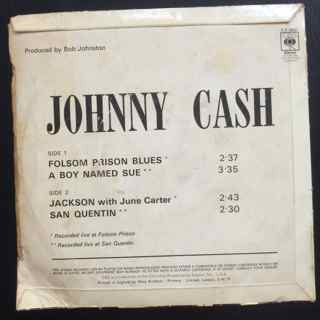 Produced by Bob Johnston
CBS
JOHNNY CASH
SIDE 1
FOLSOM PRISON BLUES * 2·37
A BOY NAMED SUE ** 3·35
SIDE 2
JACKSON with June Carter * 2·43
SAN QUENTIN ** 2·30
* Recorded live at Folsom Prison
** Recorded live at San Quentin